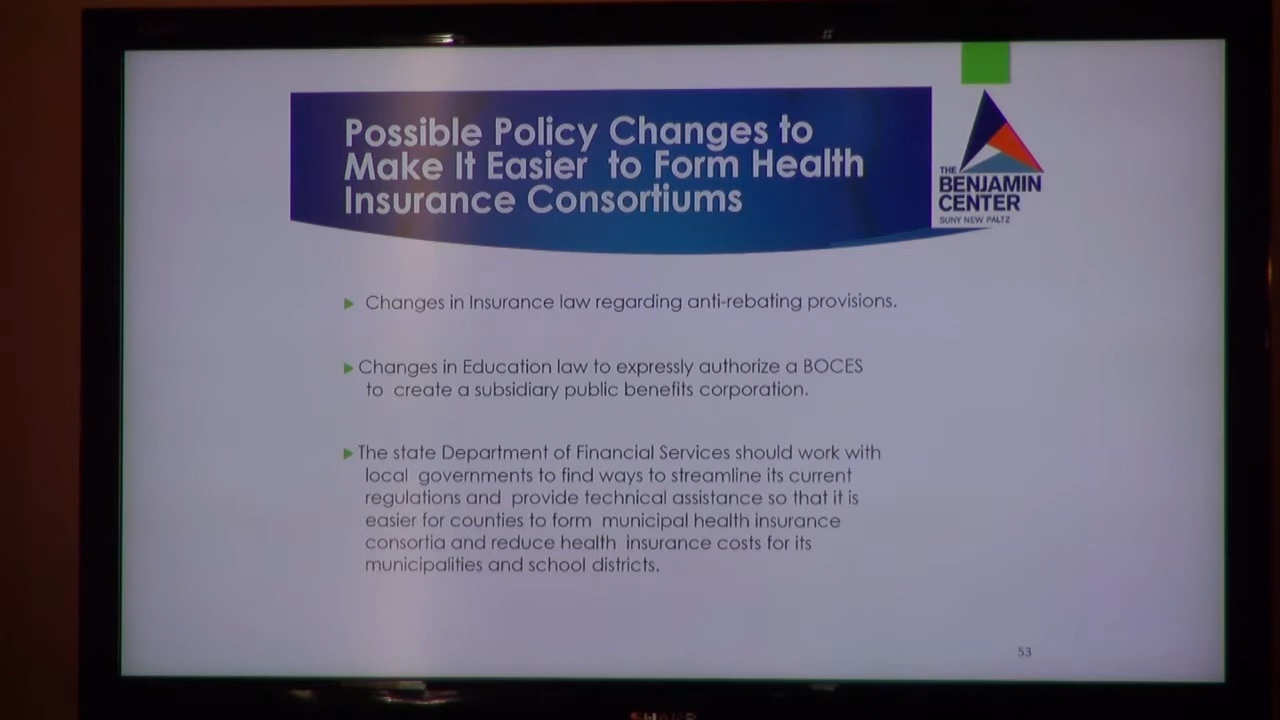 Possible Policy Changes to
Make It Easier to Form Health
Insurance Consortiums
THE
BENJAMIN
CENTER
SUNY NEW PALTZ
Changes in Insurance law regarding anti-rebating provisions.
Changes in Education law to expressly authorize a BOCES
to create a subsidiary public benefits corporation.
The state Department of Financial Services should work with
local governments to find ways to streamline its current
regulations and provide technical assistance so that it is
easier for counties to form municipal health insurance
consortia and reduce health insurance costs for its
municipalities and school districts.
53
SHARP